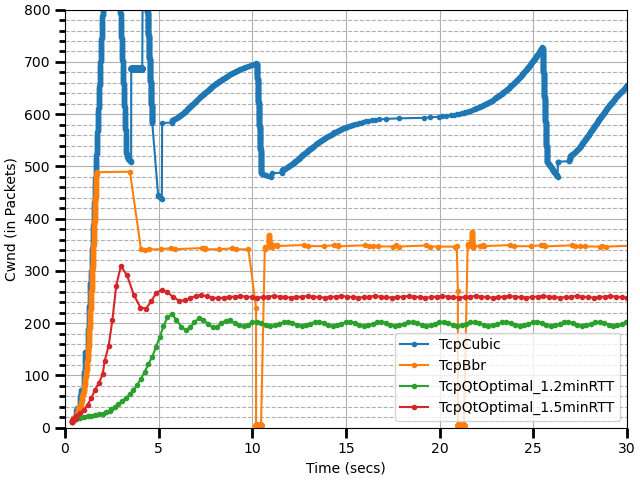 800
700
600
500
400
300
200
100
0
Cwnd (in Packets)
0 5 10 15 20 25 30
Time (secs)
TcpCubic
TcpBbr
TcpQtOptimal_1.2minRTT
TcpQtOptimal_1.5minRTT